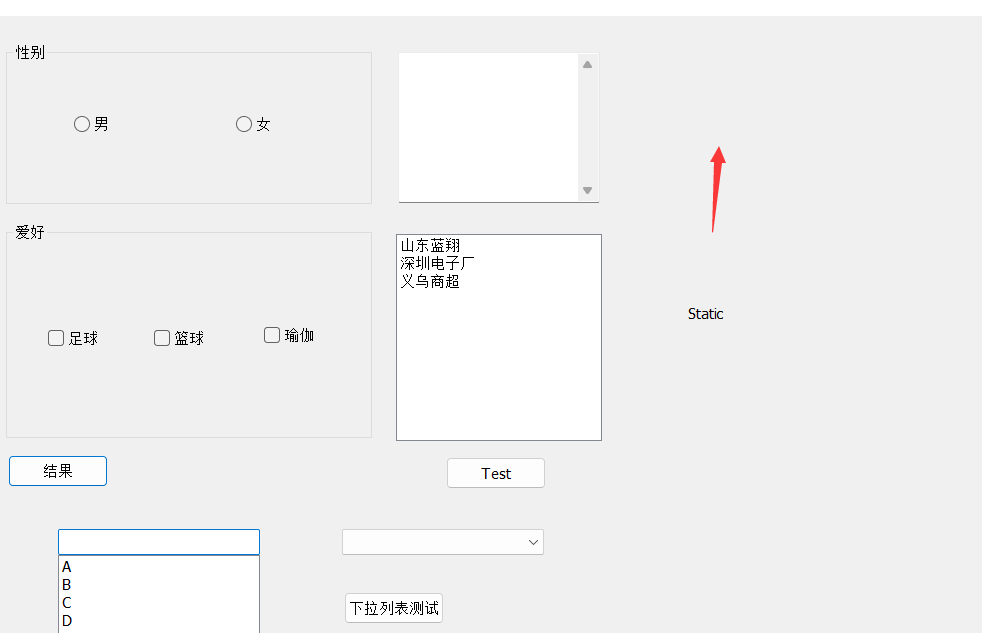 性别
男
女
爱好
足球
篮球
瑜伽
山东蓝翔
深圳电子厂
义乌商超
Static
结果
Test
A
B
C
D
下拉列表测试